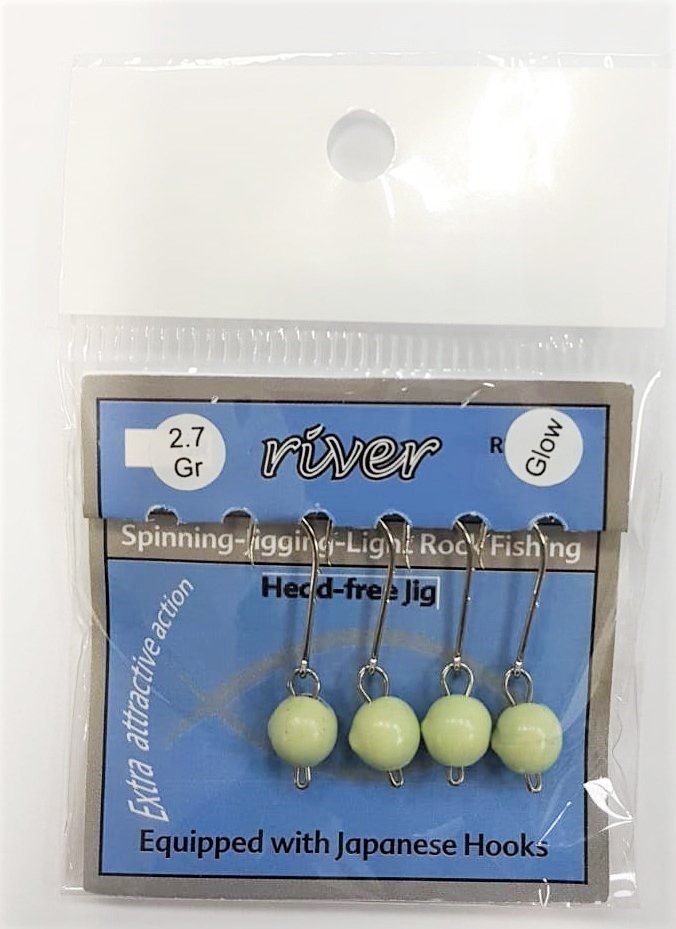 2.7
Gr
river
R
Glow
Spinning-Jigging-Light Rock Fishing
Head-free Jig
Extra attractive action
Equipped with Japanese Hooks